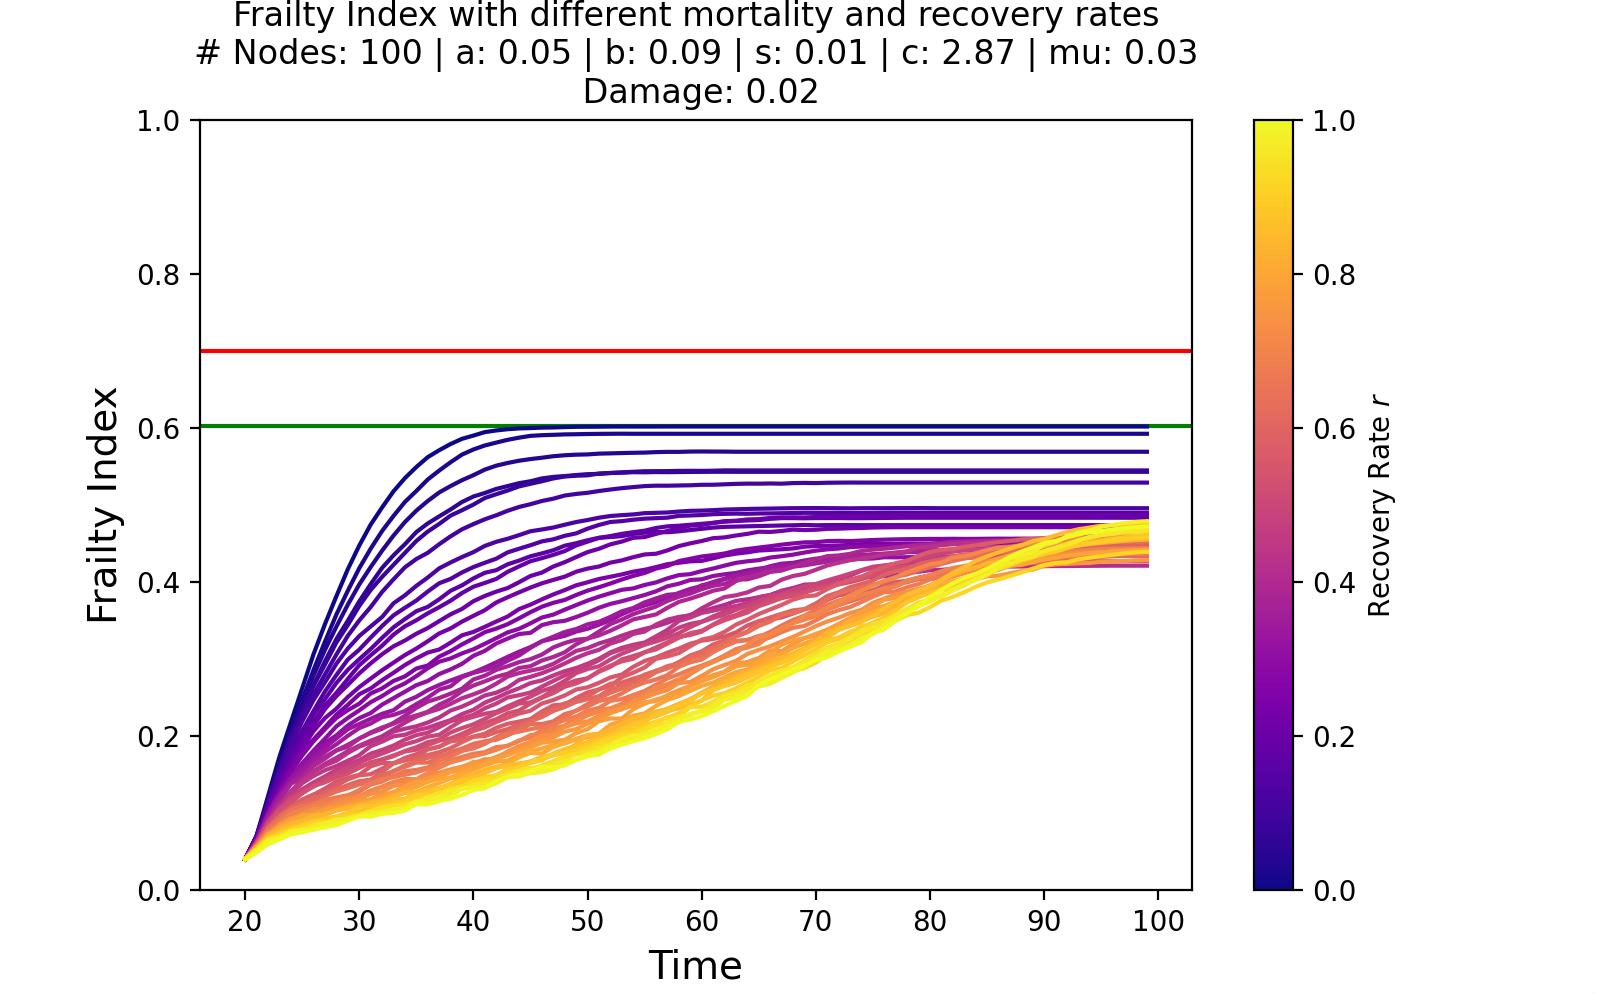 Frailty Index with different mortality and recovery rates
# Nodes: 100 | a: 0.05 | b: 0.09 | s: 0.01 | c: 2.87 | mu: 0.03
Damage: 0.02
1.0
0.8
0.6
0.4
0.2
0.0
Frailty Index
20 30 40 50 60 70 80 90 100
Time
1.0
0.8
0.6
0.4
0.2
0.0
Recovery Rate r